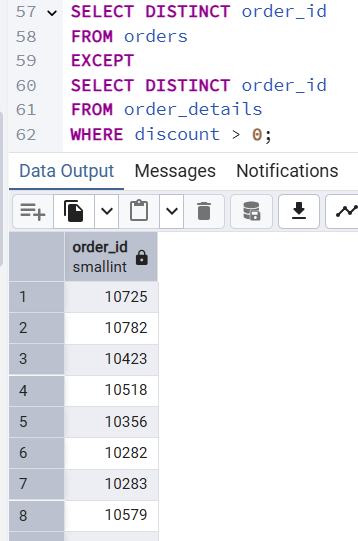 57 SELECT DISTINCT order_id
58 FROM orders
59 EXCEPT
60 SELECT DISTINCT order_id
61 FROM order_details
62 WHERE discount > 0;
Data Output Messages Notifications
order_id
smallint
1 10725
2 10782
3 10423
4 10518
5 10356
6 10282
7 10283
8 10579